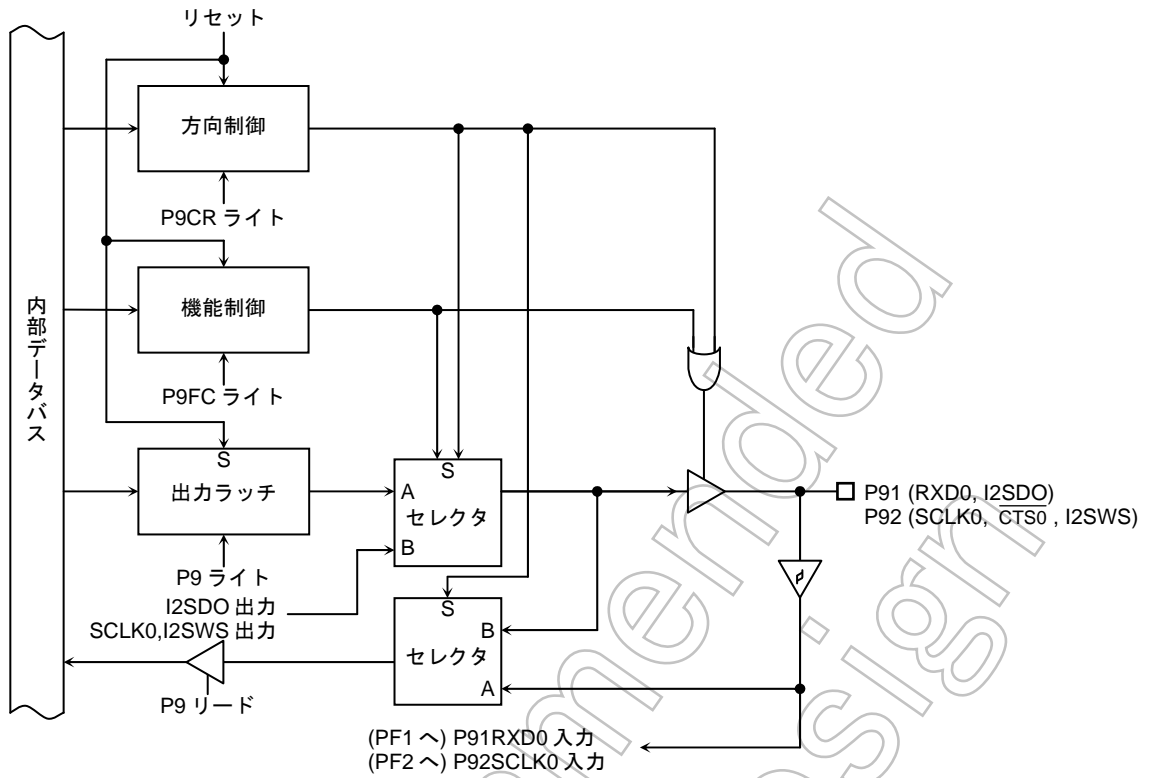 リセット
方向制御
P9CR ライト
内部データバス
機能制御
P9FC ライト
S
出力ラッチ
P9 ライト
S
A
セレクタ
B
P91 (RXD0, I2SDO)
P92 (SCLK0, CTS0 , I2SWS)
I2SDO 出力
SCLK0,I2SWS 出力
S
B
セレクタ
A
P9 リード
(PF1 へ) P91RXD0 入力
(PF2 へ) P92SCLK0 入力